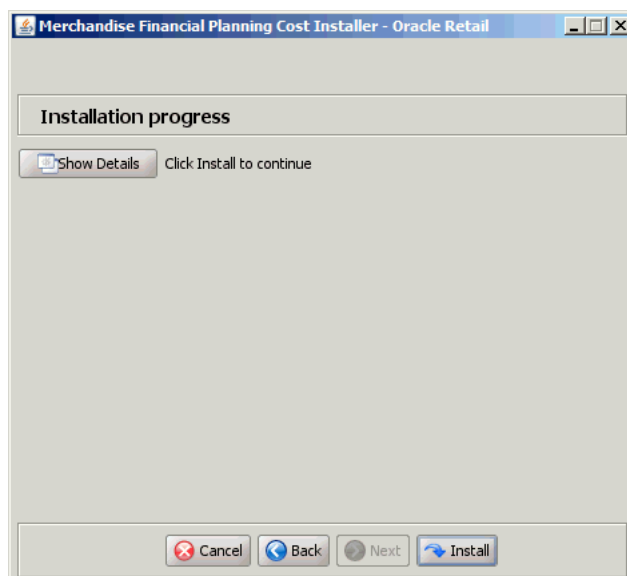 Merchandise Financial Planning Cost Installer - Oracle Retail
Installation progress
Show Details Click Install to continue
Cancel Back Next Install